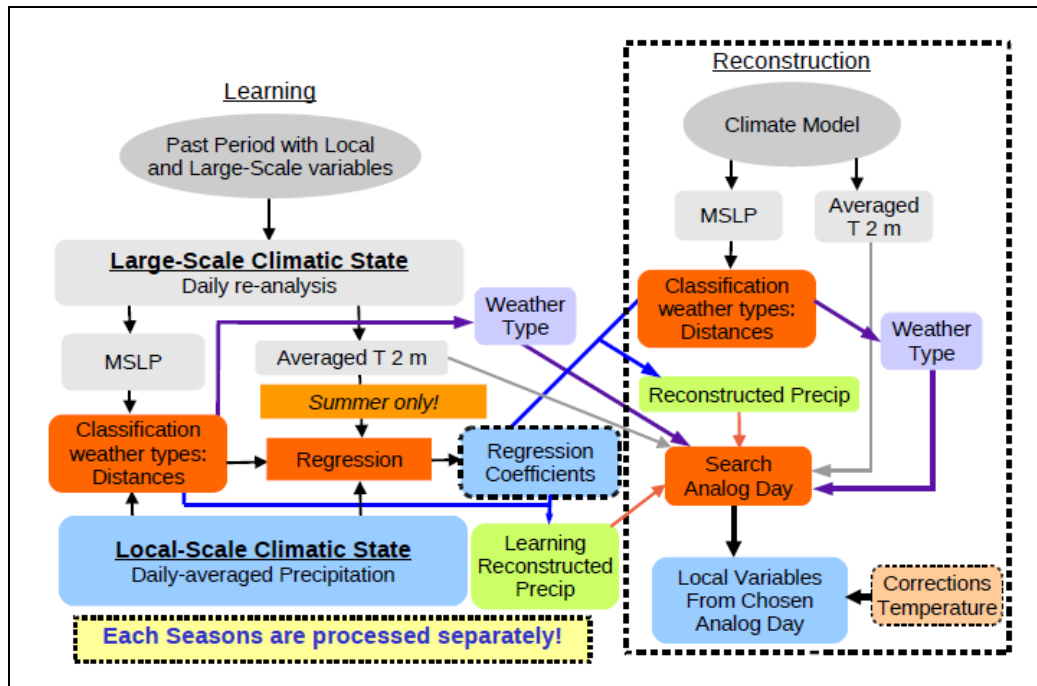 Learning
Past Period with Local
and Large-Scale variables
Large-Scale Climatic State
Daily re-analysis
MSLP
Averaged T 2 m
Summer only!
Classification
weather types:
Distances
Regression
Regression
Coefficients
Weather
Type
Local-Scale Climatic State
Daily-averaged Precipitation
Learning
Reconstructed
Precip
Each Seasons are processed separately!
Reconstruction
Climate Model
MSLP
Averaged
T 2 m
Classification
weather types:
Distances
Weather
Type
Reconstructed Precip
Search
Analog Day
Local Variables
From Chosen
Analog Day
Corrections
Temperature